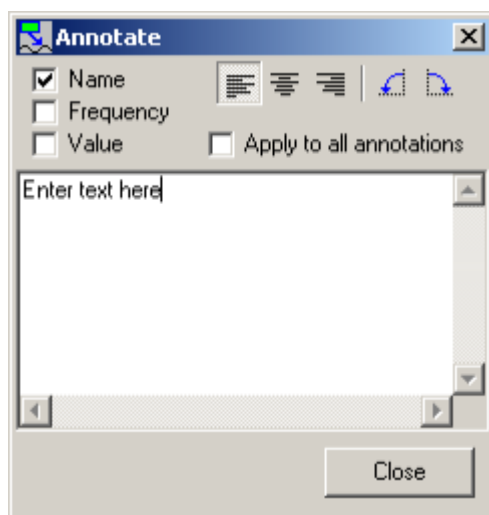 Annotate
Name
Frequency
Value
Apply to all annotations
Enter text here
Close